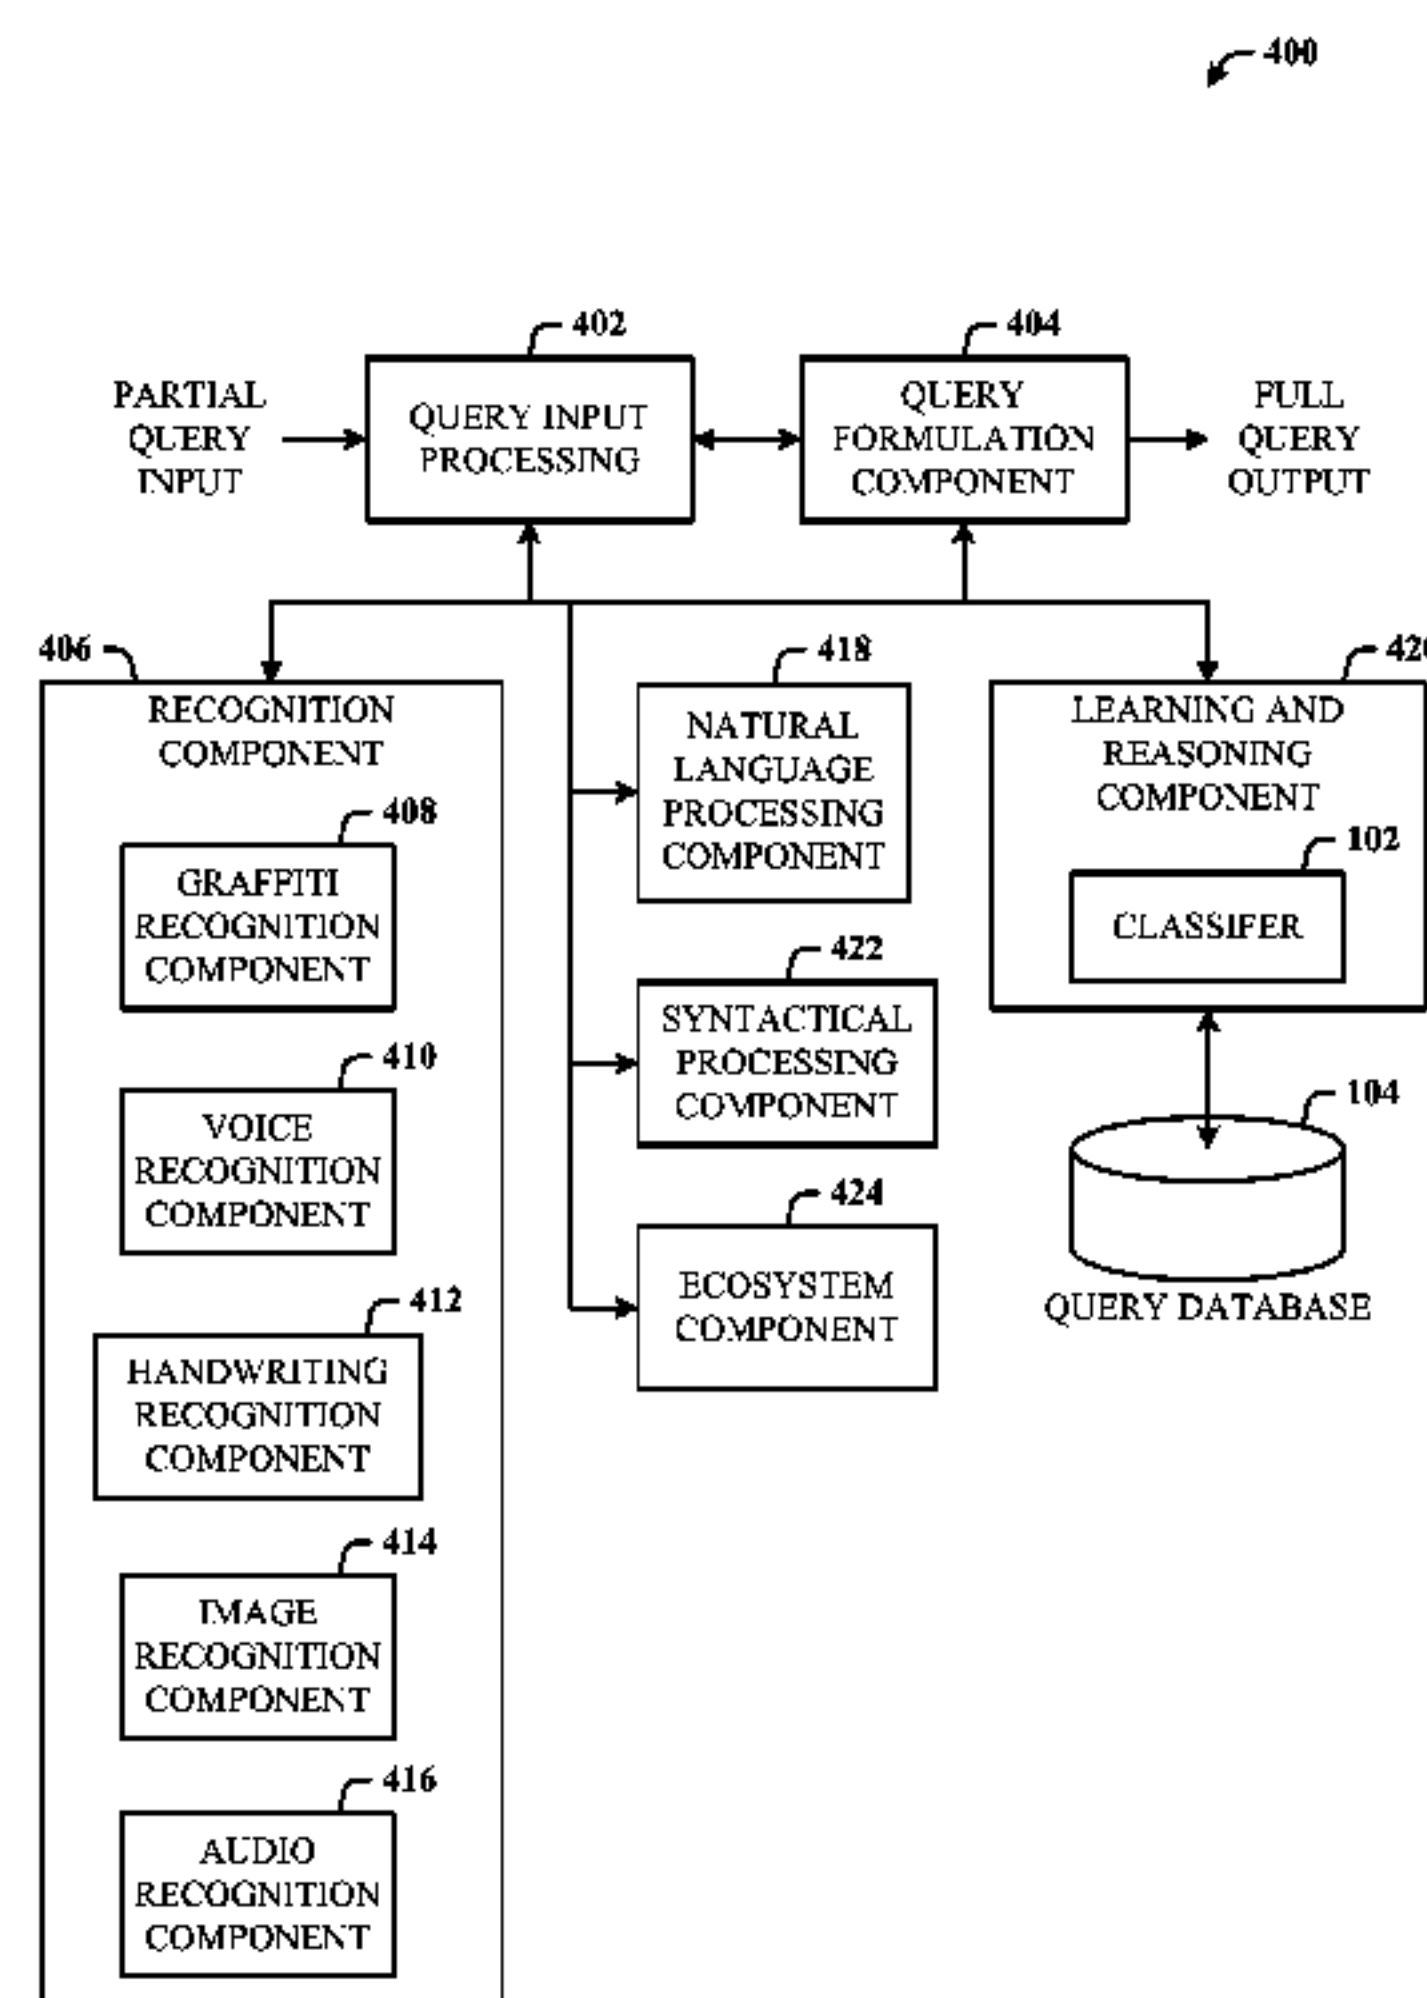 400
402
404
PARTIAL
QUERY
INPUT
QUERY INPUT
PROCESSING
QUERY
FORMULATION
COMPONENT
FULL
QUERY
OUTPUT
406
RECOGNITION
COMPONENT
408
GRAFFITI
RECOGNITION
COMPONENT
410
VOICE
RECOGNITION
COMPONENT
412
HANDWRITING
RECOGNITION
COMPONENT
414
IMAGE
RECOGNITION
COMPONENT
416
AUDIO
RECOGNITION
COMPONENT
418
NATURAL
LANGUAGE
PROCESSING
COMPONENT
422
SYNTACTICAL
PROCESSING
COMPONENT
424
ECOSYSTEM
COMPONENT
LEARNING AND
REASONING
COMPONENT
102
CLASSIFER
104
QUERY DATABASE